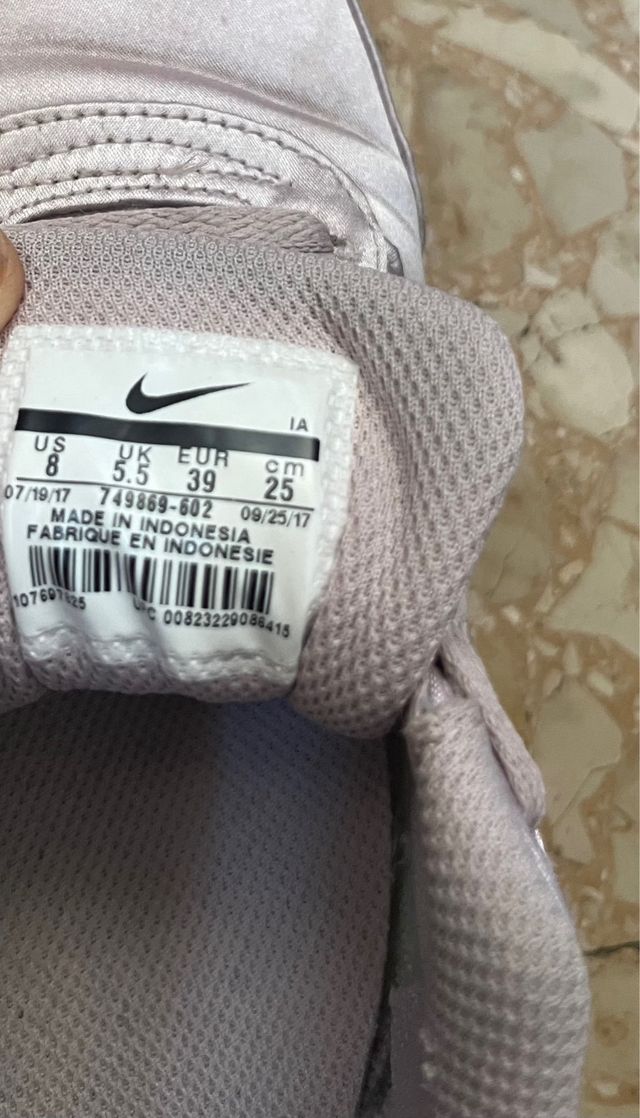 IA
US UK EUR cm
8 5.5 39 25
07/19/17 749869-602 09/25/17
MADE IN INDONESIA
FABRIQUE EN INDONESIE
00823229086415